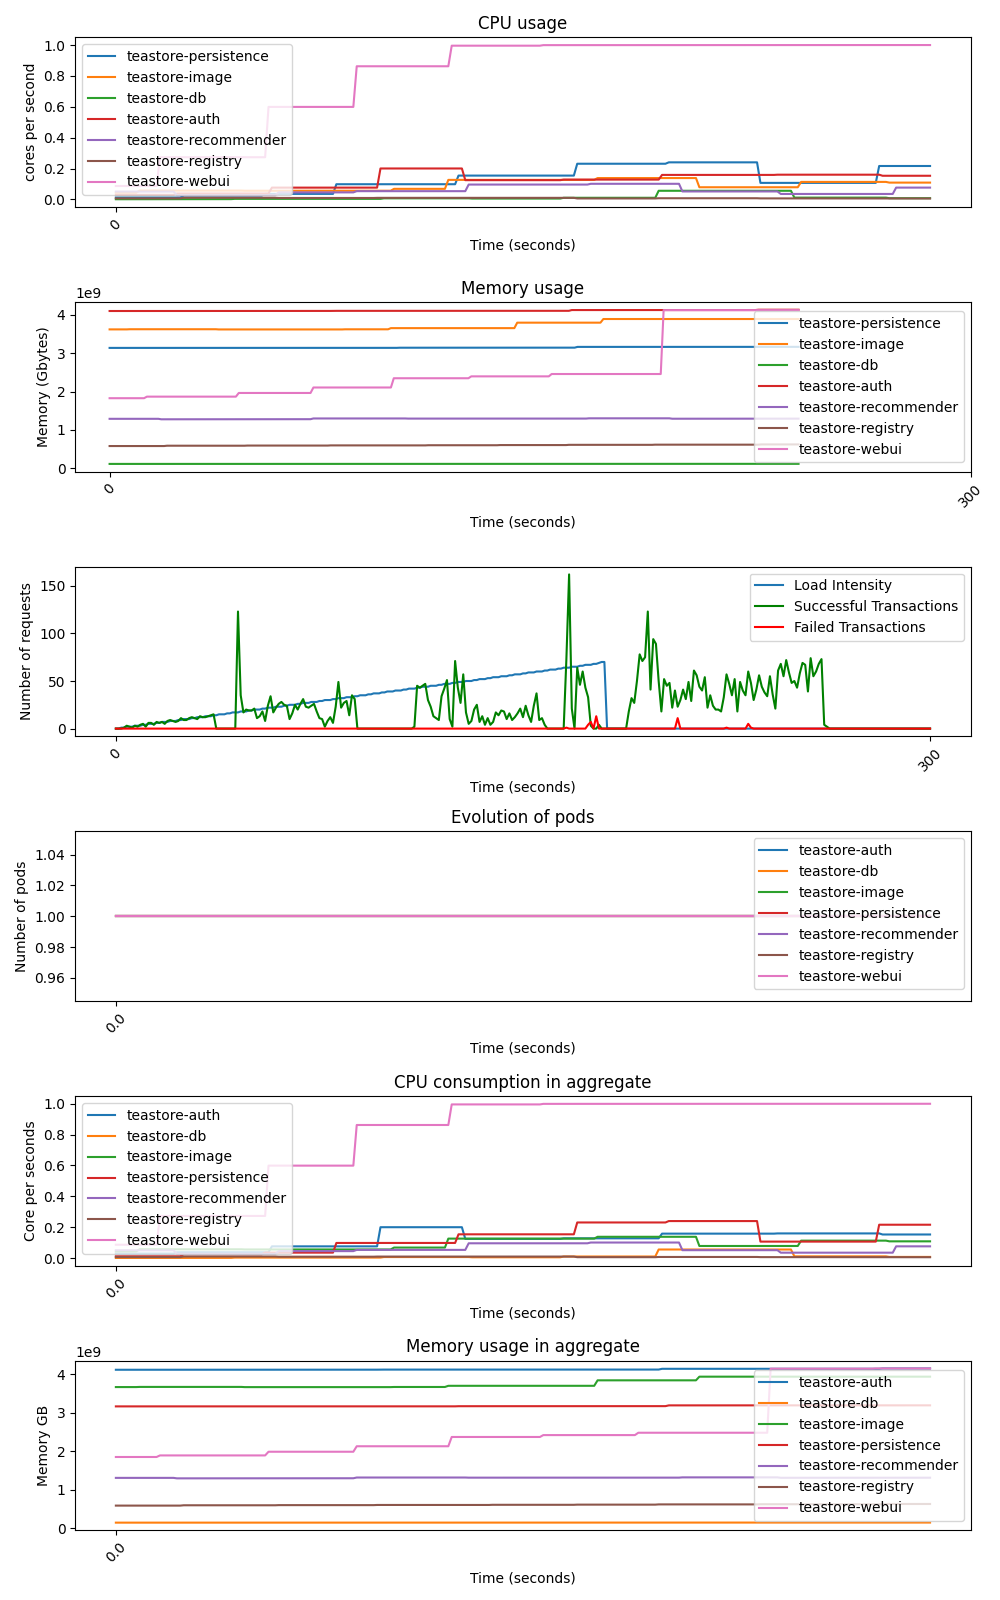 CPU usage
cores per second
1.0
0.8
0.6
0.4
0.2
0.0
teastore-persistence
teastore-image
teastore-db
teastore-auth
teastore-recommender
teastore-registry
teastore-webui
0
Time (seconds)
1e9
Memory usage
Memory (Gbytes)
4
3
2
1
0
teastore-persistence
teastore-image
teastore-db
teastore-auth
teastore-recommender
teastore-registry
teastore-webui
0
300
Time (seconds)
Number of requests
150
100
50
0
Load Intensity
Successful Transactions
Failed Transactions
0
300
Time (seconds)
Evolution of pods
Number of pods
1.04
1.02
1.00
0.98
0.96
teastore-auth
teastore-db
teastore-image
teastore-persistence
teastore-recommender
teastore-registry
teastore-webui
0.0
Time (seconds)
CPU consumption in aggregate
Core per seconds
1.0
0.8
0.6
0.4
0.2
0.0
teastore-auth
teastore-db
teastore-image
teastore-persistence
teastore-recommender
teastore-registry
teastore-webui
0.0
Time (seconds)
1e9
Memory usage in aggregate
Memory GB
4
3
2
1
0
teastore-auth
teastore-db
teastore-image
teastore-persistence
teastore-recommender
teastore-registry
teastore-webui
0.0
Time (seconds)